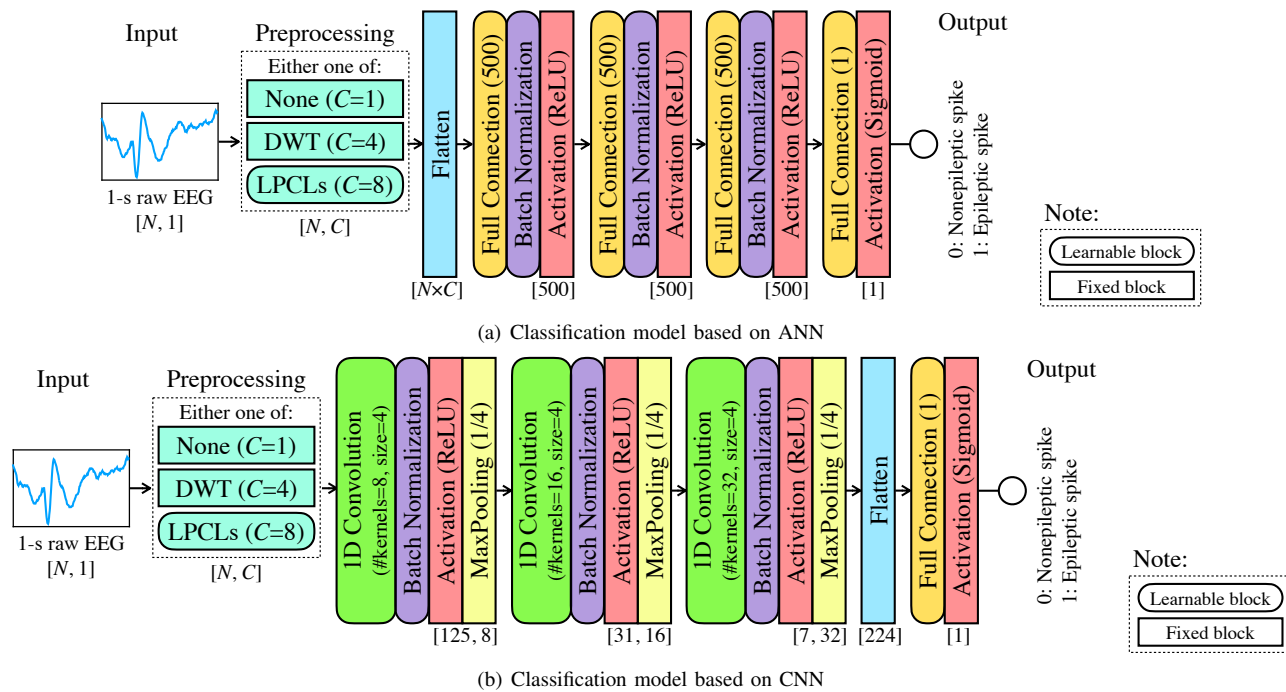 Input
Preprocessing
Output
Either one of:
None (C=1)
DWT (C=4)
LPCLs (C=8)
1-s raw EEG
[N, 1]
[N, C]
Flatten
[N×C]
Full Connection (500)
Batch Normalization
Activation (ReLU)
[500]
Full Connection (500)
Batch Normalization
Activation (ReLU)
[500]
Full Connection (500)
Batch Normalization
Activation (ReLU)
[500]
Full Connection (1)
Activation (Sigmoid)
[1]
0: Nonepileptic spike
1: Epileptic spike
Note:
Learnable block
Fixed block
(a) Classification model based on ANN
Input
Preprocessing
Output
Either one of:
None (C=1)
DWT (C=4)
LPCLs (C=8)
1-s raw EEG
[N, 1]
[N, C]
1D Convolution
(#kernels=8, size=4)
Batch Normalization
Activation (ReLU)
MaxPooling (1/4)
[125, 8]
1D Convolution
(#kernels=16, size=4)
Batch Normalization
Activation (ReLU)
MaxPooling (1/4)
[31, 16]
1D Convolution
(#kernels=32, size=4)
Batch Normalization
Activation (ReLU)
MaxPooling (1/4)
[7, 32]
Flatten
[224]
Full Connection (1)
Activation (Sigmoid)
[1]
0: Nonepileptic spike
1: Epileptic spike
Note:
Learnable block
Fixed block
(b) Classification model based on CNN